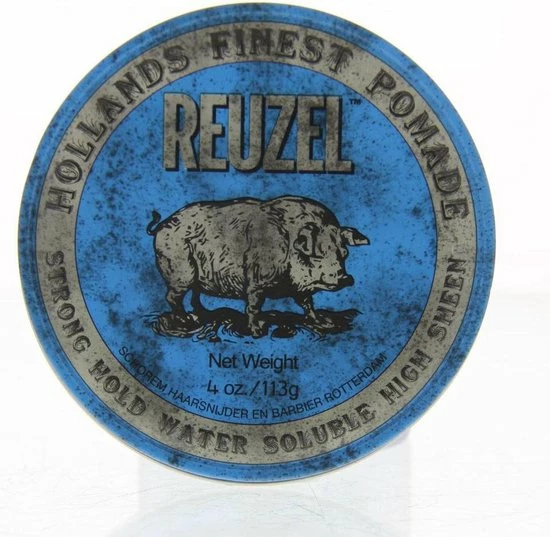 HOLLANDS FINEST POMADE
REUZEL™
Net Weight
4 oz./113g
SCHOREM HAARSNIJDER EN BARBIER ROTTERDAM
STRONG HOLD WATER SOLUBLE HIGH SHEEN